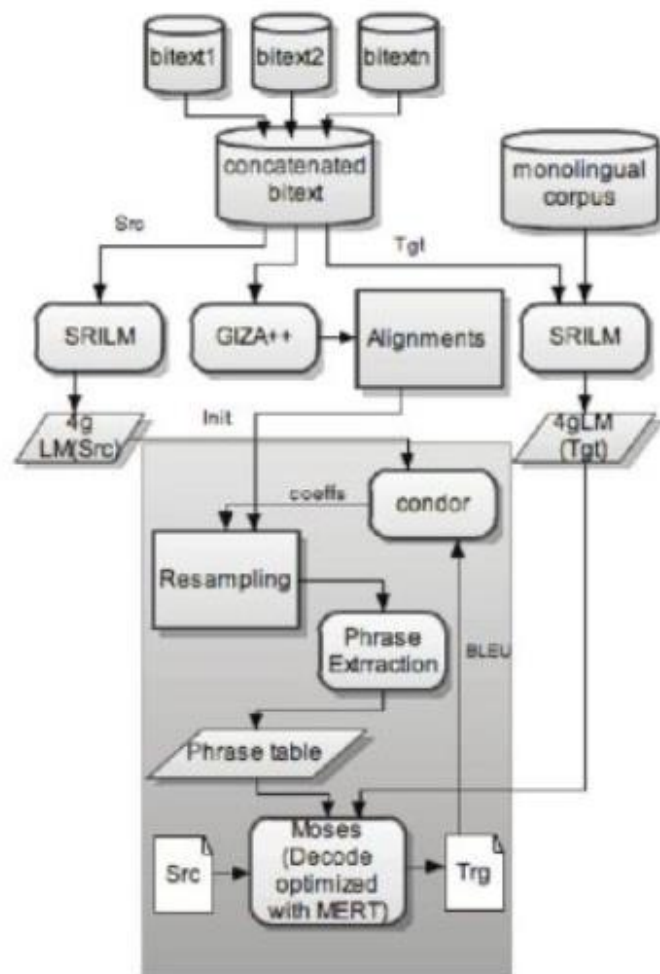 bitext1
bitext2
bitextn
concatenated
bitext
monolingual
corpus
Src
Tgt
SRILM
GIZA++
Alignments
SRILM
4g
LM(Src)
Init
4gLM
(Tgt)
coeffs
condor
Resampling
Phrase
Extrraction
BLEU
Phrase table
Src
Moses
(Decode
optimized
with MERT)
Trg